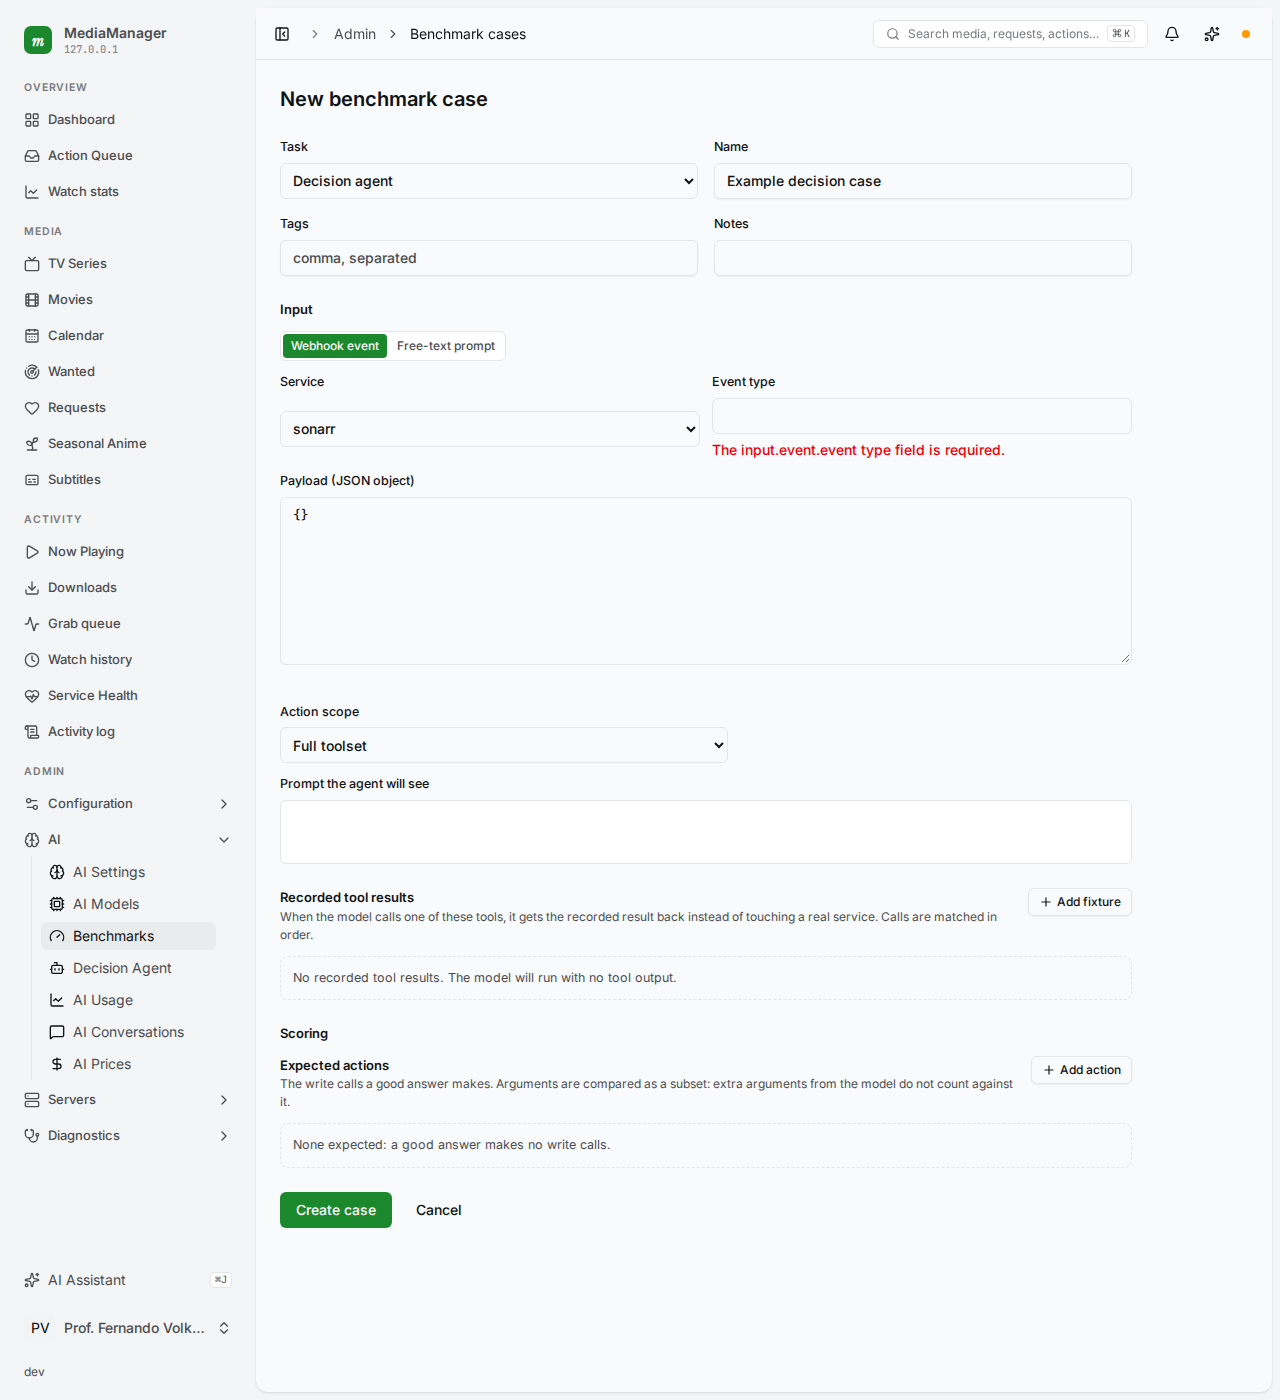 MediaManager
127.0.0.1
OVERVIEW
Dashboard
Action Queue
Watch stats
MEDIA
TV Series
Movies
Calendar
Wanted
Requests
Seasonal Anime
Subtitles
ACTIVITY
Now Playing
Downloads
Grab queue
Watch history
Service Health
Activity log
ADMIN
Configuration
AI
AI Settings
AI Models
Benchmarks
Decision Agent
AI Usage
AI Conversations
AI Prices
Servers
Diagnostics
AI Assistant ⌘J
PV Prof. Fernando Volk...
dev
Admin > Benchmark cases
Search media, requests, actions... ⌘K
New benchmark case
Task
Decision agent
Name
Example decision case
Tags
comma, separated
Notes
Input
Webhook event Free-text prompt
Service
sonarr
Event type
The input.event.event type field is required.
Payload (JSON object)
{}
Action scope
Full toolset
Prompt the agent will see
Recorded tool results
When the model calls one of these tools, it gets the recorded result back instead of touching a real service. Calls are matched in
order.
Add fixture
No recorded tool results. The model will run with no tool output.
Scoring
Expected actions
The write calls a good answer makes. Arguments are compared as a subset: extra arguments from the model do not count against
it.
Add action
None expected: a good answer makes no write calls.
Create case Cancel